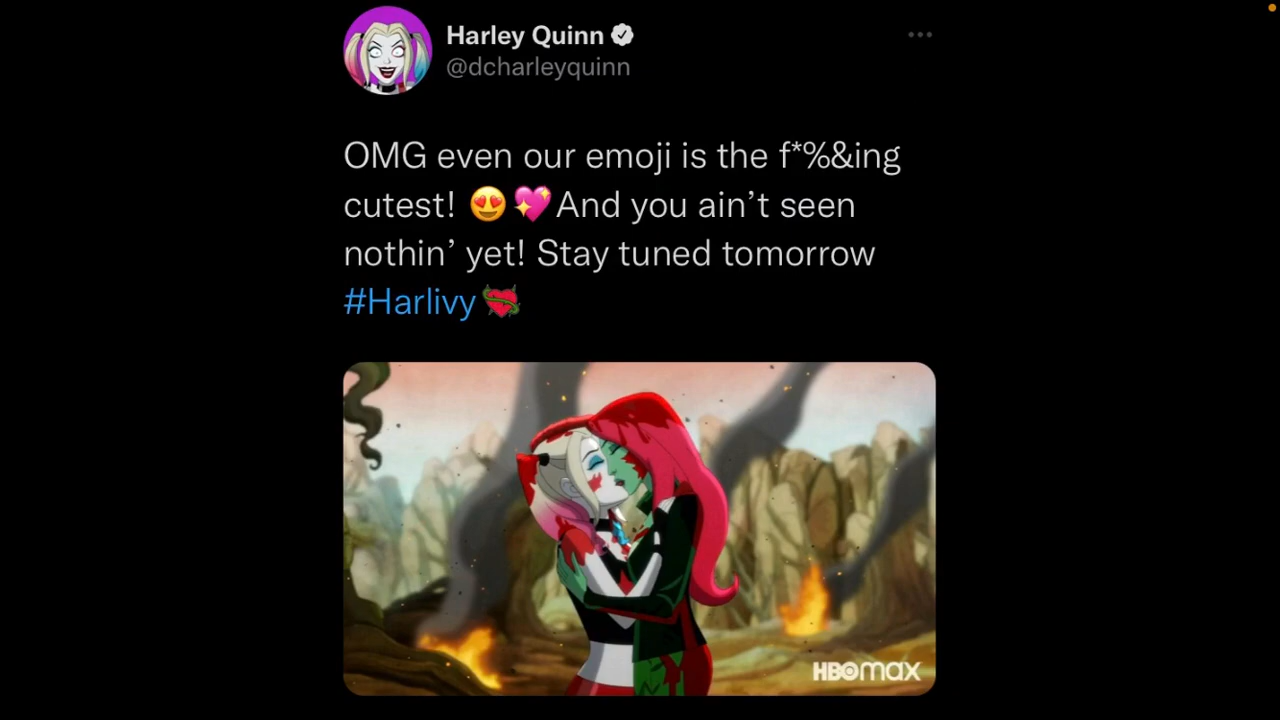 Harley Quinn
@dcharleyquinn
OMG even our emoji is the f*%&ing
cutest! 😍💖And you ain’t seen
nothin’ yet! Stay tuned tomorrow
#Harlivy
HBOMAX